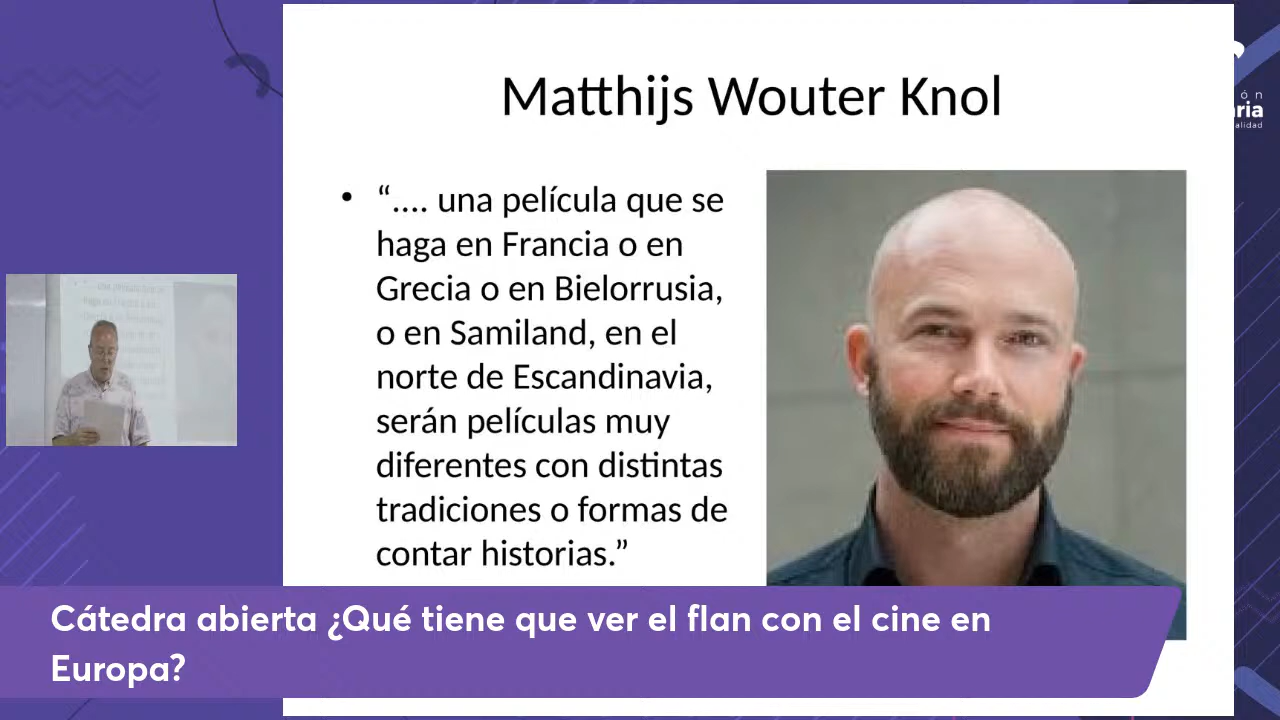 Matthijs Wouter Knol
• “.... una película que se
haga en Francia o en
Grecia o en Bielorrusia,
o en Samiland, en el
norte de Escandinavia,
serán películas muy
diferentes con distintas
tradiciones o formas de
contar historias.”
Cátedra abierta ¿Qué tiene que ver el flan con el cine en
Europa?